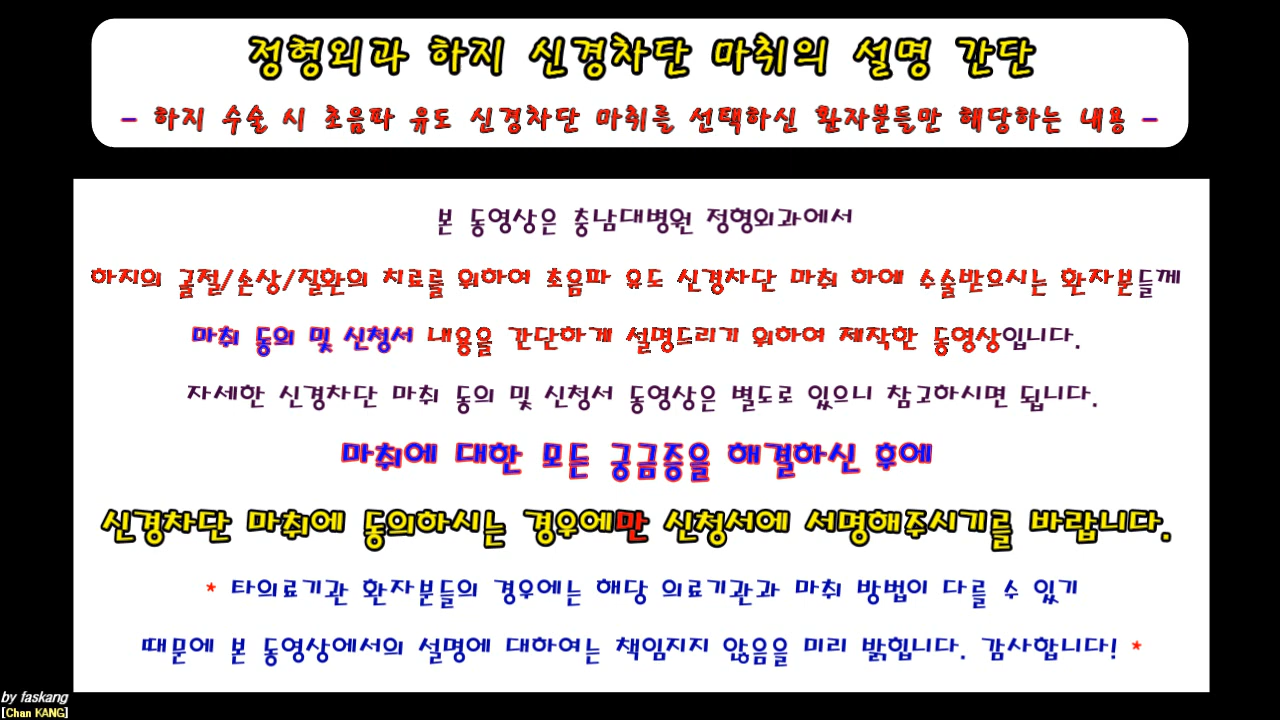 정형외과 하지 신경차단 마취의 설명 간단
- 하지 수술 시 초음파 유도 신경차단 마취를 선택하신 환자분들만 해당하는 내용 -
본 동영상은 충남대병원 정형외과에서
하지의 골절/손상/질환의 치료를 위하여 초음파 유도 신경차단 마취 하에 수술받으시는 환자분들께
마취 동의 및 신청서 내용을 간단하게 설명드리기 위하여 제작한 동영상입니다.
자세한 신경차단 마취 동의 및 신청서 동영상은 별도로 있으니 참고하시면 됩니다.
마취에 대한 모든 궁금증을 해결하신 후에
신경차단 마취에 동의하시는 경우에만 신청서에 서명해주시기를 바랍니다.
* 타의료기관 환자분들의 경우에는 해당 의료기관과 마취 방법이 다를 수 있기
때문에 본 동영상에서의 설명에 대하여는 책임지지 않음을 미리 밝힙니다. 감사합니다! *
by faskang
[Chan KANG]